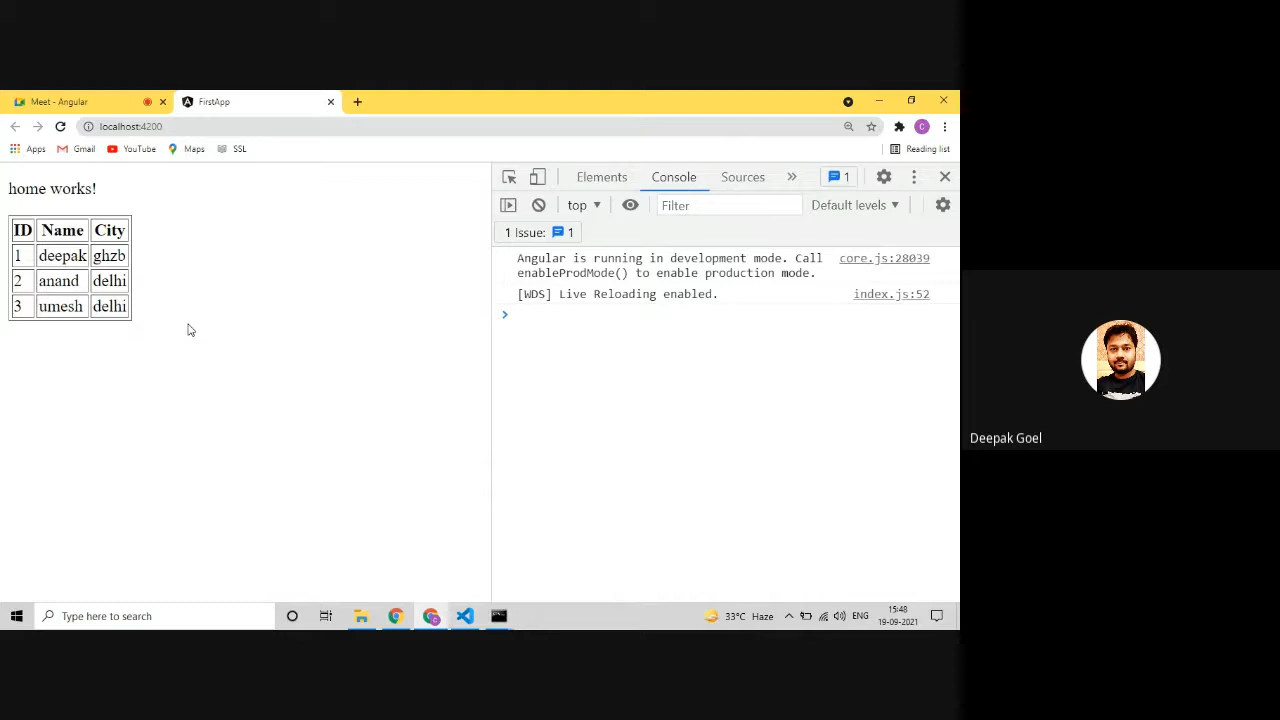 Meet - Angular
FirstApp
localhost:4200
Apps Gmail YouTube Maps SSL Reading list
home works!
ID Name City
1 deepak ghzb
2 anand delhi
3 umesh delhi
Elements Console Sources » 1
top Filter Default levels
1 Issue: 1
Angular is running in development mode. Call core.js:28039
enableProdMode() to enable production mode.
[WDS] Live Reloading enabled. index.js:52
Deepak Goel
Type here to search
33°C Haze ENG
15:48
19-09-2021